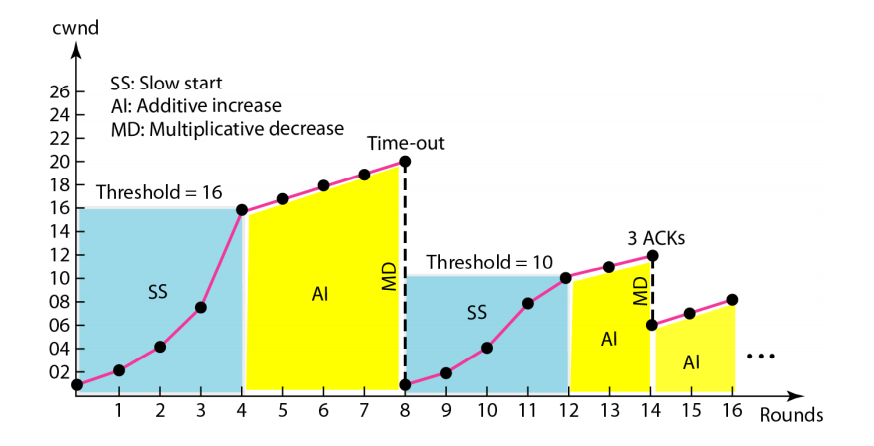 cwnd
SS: Slow start
AI: Additive increase
MD: Multiplicative decrease
26
24
22
20
18
16
14
12
10
08
06
04
02
Time-out
Threshold = 16
SS
AI
MD
Threshold = 10
SS
3 ACKs
MD
AI
AI
...
1 2 3 4 5 6 7 8 9 10 11 12 13 14 15 16
Rounds